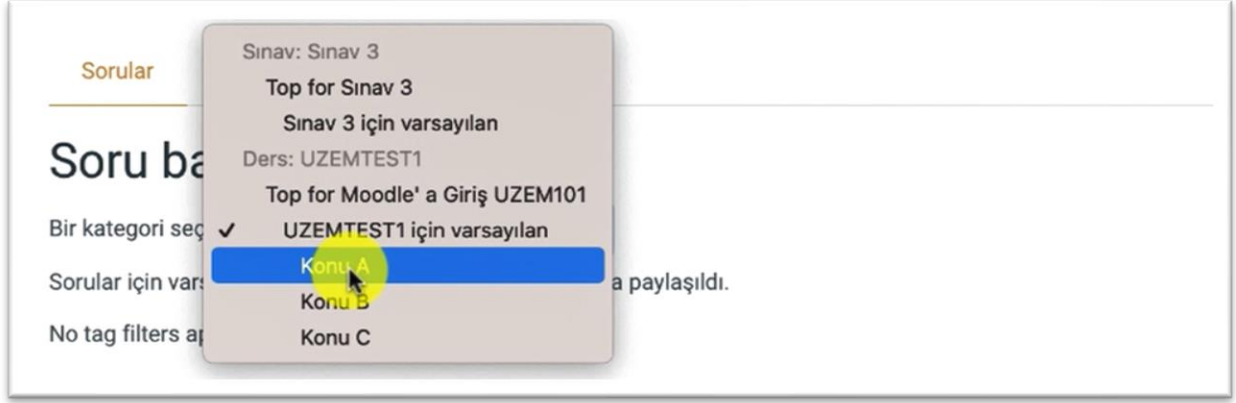 Sorular
Sınav: Sınav 3
Top for Sınav 3
Sınav 3 için varsayılan
Ders: UZEMTEST1
Top for Moodle' a Giriş UZEM101
✓ UZEMTEST1 için varsayılan
Konu A
Konu B
Konu C
Soru ba
Bir kategori seç
Sorular için vars a paylaşıldı.
No tag filters ap